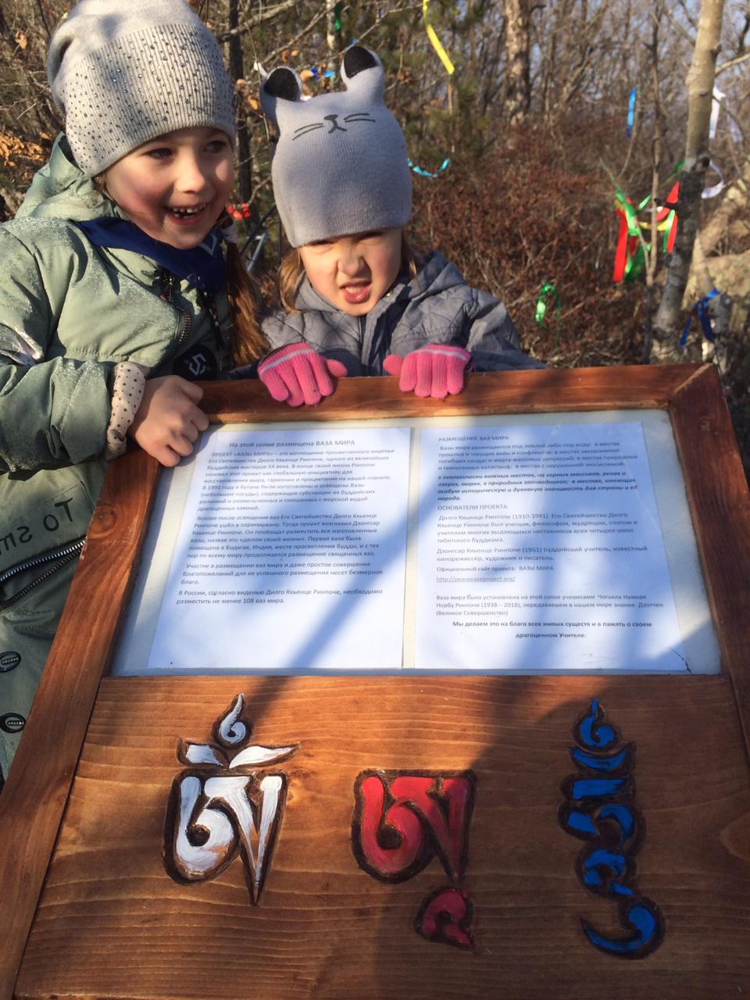 На этой сопке размещена ВАЗА МИРА
ПРОЕКТ «ВАЗЫ МИРА» – это воплощение просветленного виденья
Его Святейшества Дилго Кхьенце Ринпоче, одного из величайших
буддийских мастеров XX века. В конце своей жизни Ринпоче
основал этот проект как глобальную инициативу для
восстановления мира, гармонии и процветания на нашей планете.
В 1991 году в Бутане были изготовлены и освящены Вазы
(небольшие сосуды), содержащие субстанции из буддийских
реликвий и размельченных и смешанных с морской водой
драгоценных камней.
Вскоре после освящения ваз Его Святейшество Дилго Кхьенце
Ринпоче ушёл в паринирвану. Тогда проект возглавил Дзонгсар
Кхьенце Ринпоче. Он пообещал разместить все изготовленные
вазы, назвав это «делом своей жизни». Первая ваза была
помещена в Бодхгае, Индия, месте просветления Будды, и с тех
пор по всему миру продолжается размещение священных ваз.
Участие в размещении ваз мира и даже простое совершение
благопожеланий для их успешного размещения несет безмерное
благо.
В России, согласно виденью Дилго Кхьенце Ринпоче, необходимо
разместить не менее 108 ваз мира.
РАЗМЕЩЕНИЕ ВАЗ МИРА
Вазы мира размещаются под землей либо под воду: в местах
прошлых и текущих войн и конфликтов; в местах захоронений
погибших солдат и жертв массовых репрессий; в местах природных
и техногенных катастроф; в местах с нарушенной экосистемой;
в экологически важных местах, на горных массивах, реках и
озерах, морях, в природных заповедниках; в местах, имеющих
особую историческую и духовную значимость для страны и её
народа.
ОСНОВАТЕЛИ ПРОЕКТА
Дилго Кхьенце Ринпоче (1910-1991) Его Святейшество Дилго
Кхьенце Ринпоче был ученым, философом, мудрецом, поэтом и
учителем многих выдающихся наставников всех четырех школ
тибетского буддизма.
Дзонгсар Кхьенце Ринпоче (1961) Буддийский учитель, известный
кинорежиссёр, художник и писатель.
Официальный сайт проекта: ВАЗЫ МИРА
http://peacevaseproject.org/
Ваза мира была установлена на этой сопке учениками Чогьяла Намкая
Норбу Ринпоче (1938 – 2018), передававшем в нашем мире знание Дзогчен
(Великое Совершенство)
Мы делаем это на благо всех живых существ и в память о своем
драгоценном Учителе.
ༀ ཨཱཿ ཧཱུྃ
To